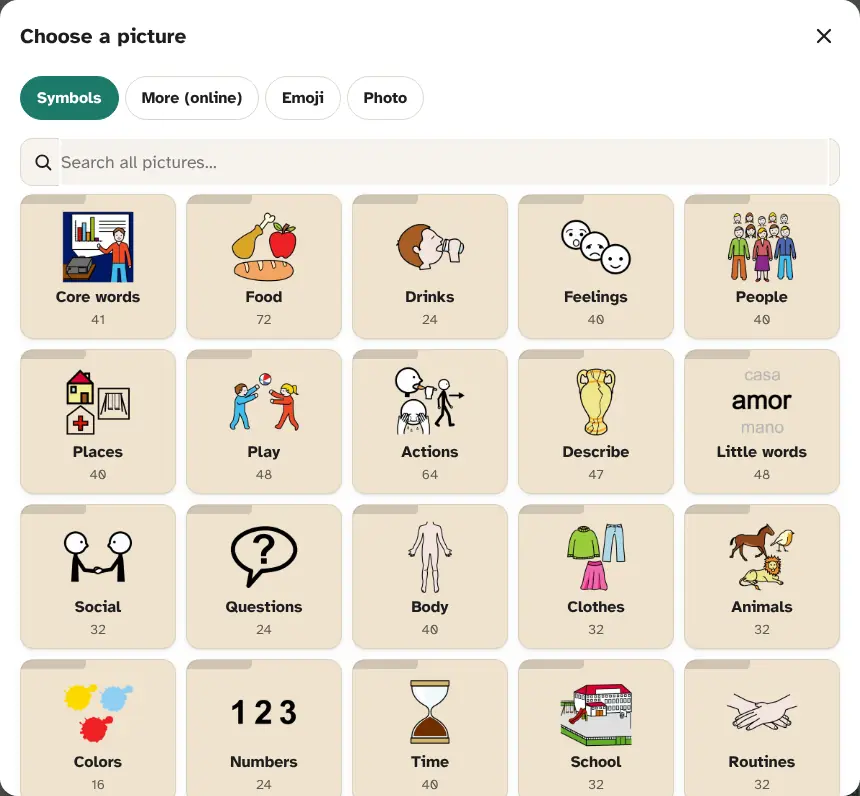 Choose a picture
Symbols More (online) Emoji Photo
Search all pictures...
Core words Food Drinks Feelings People
41 72 24 40 40
casa
amor
mano
Places Play Actions Describe Little words
40 48 64 47 48
?
Social Questions Body Clothes Animals
32 24 40 32 32
1 2 3
Colors Numbers Time School Routines
16 24 40 32 32